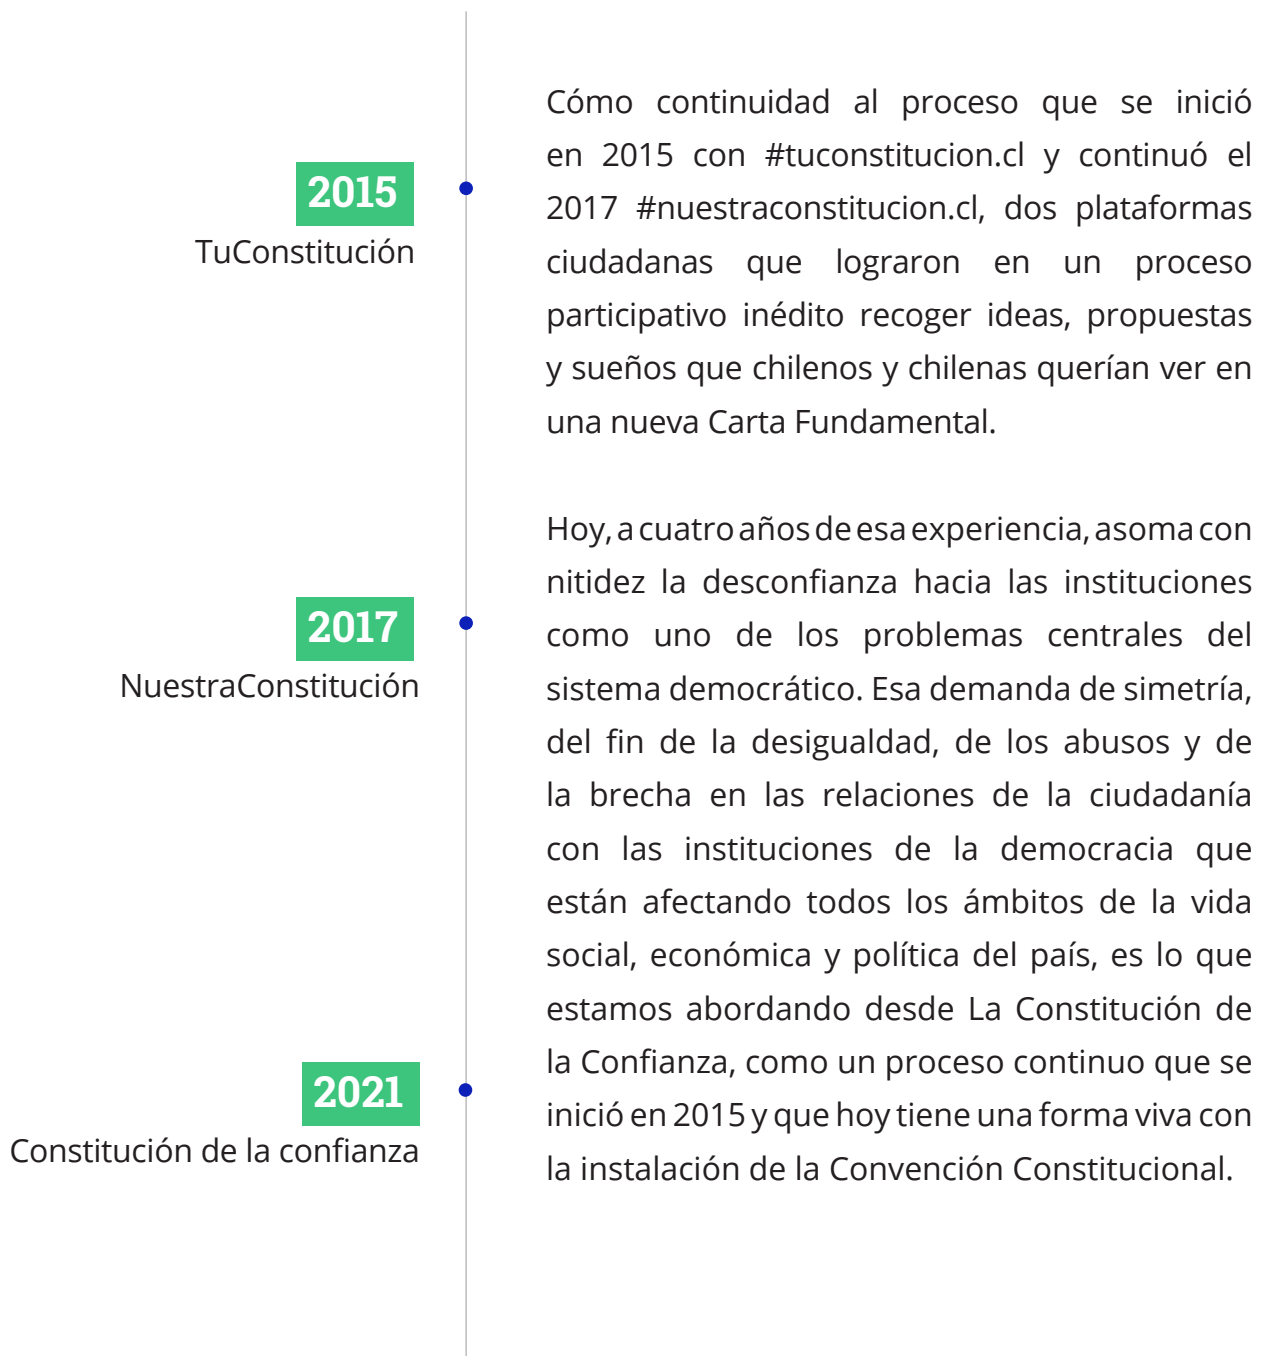 2015
TuConstitución
2017
NuestraConstitución
2021
Constitución de la confianza
Cómo continuidad al proceso que se inició
en 2015 con #tuconstitucion.cl y continuó el
2017 #nuestraconstitucion.cl, dos plataformas
ciudadanas que lograron en un proceso
participativo inédito recoger ideas, propuestas
y sueños que chilenos y chilenas querían ver en
una nueva Carta Fundamental.
Hoy, a cuatro años de esa experiencia, asoma con
nitidez la desconfianza hacia las instituciones
como uno de los problemas centrales del
sistema democrático. Esa demanda de simetría,
del fin de la desigualdad, de los abusos y de
la brecha en las relaciones de la ciudadanía
con las instituciones de la democracia que
están afectando todos los ámbitos de la vida
social, económica y política del país, es lo que
estamos abordando desde La Constitución de
la Confianza, como un proceso continuo que se
inició en 2015 y que hoy tiene una forma viva con
la instalación de la Convención Constitucional.